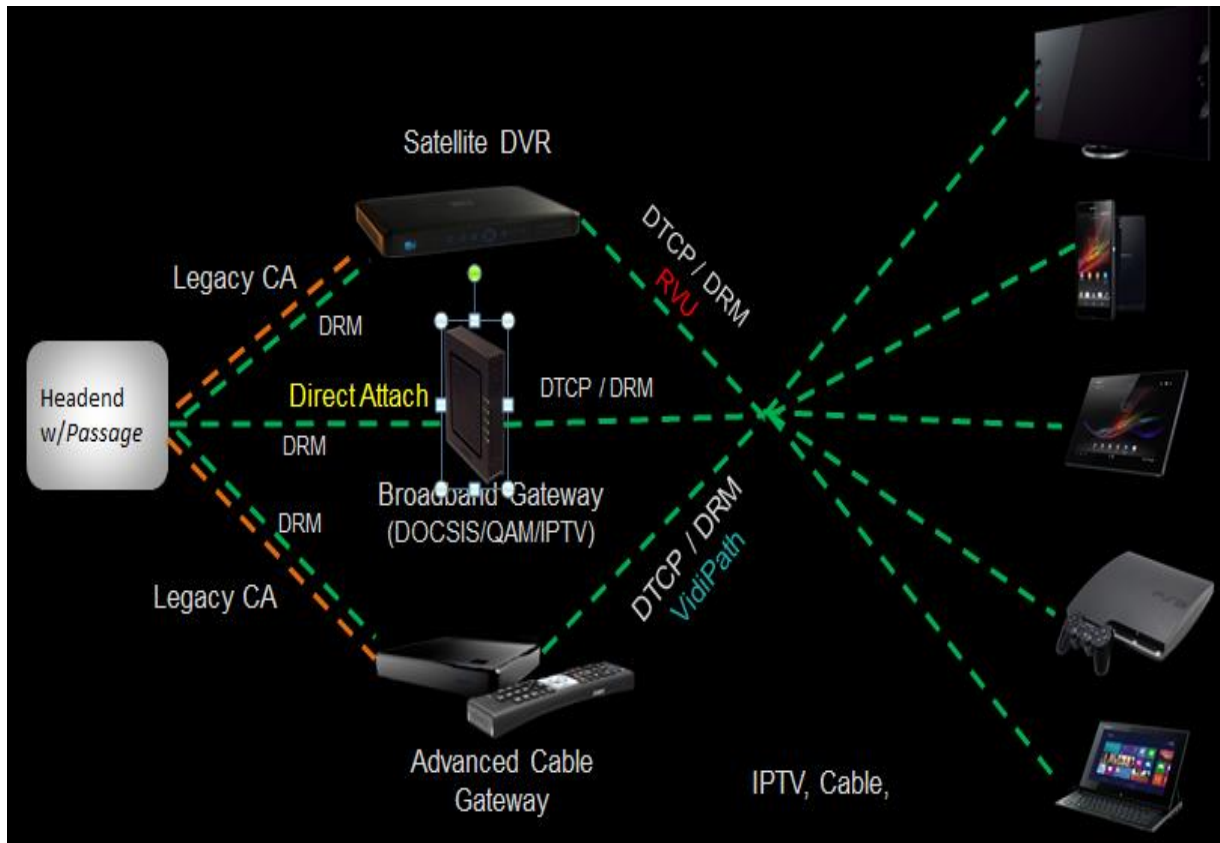 Satellite DVR
Legacy CA
DRM
DTCP / DRM
RVU
Headend
w/Passage
Direct Attach
DRM
DTCP / DRM
Broadband Gateway
(DOCSIS/QAM/IPTV)
DRM
Legacy CA
DTCP / DRM
VidiPath
Advanced Cable
Gateway
IPTV, Cable,